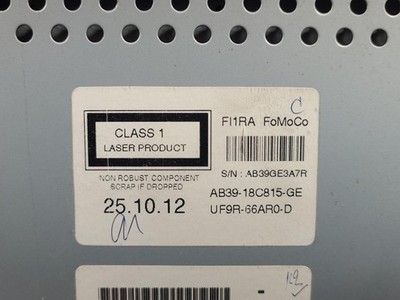 CLASS 1
LASER PRODUCT
NON ROBUST COMPONENT
SCRAP IF DROPPED
25.10.12
C
FI1RA FoMoCo
S/N : AB39GE3A7R
AB39-18C815-GE
UF9R-66AR0-D